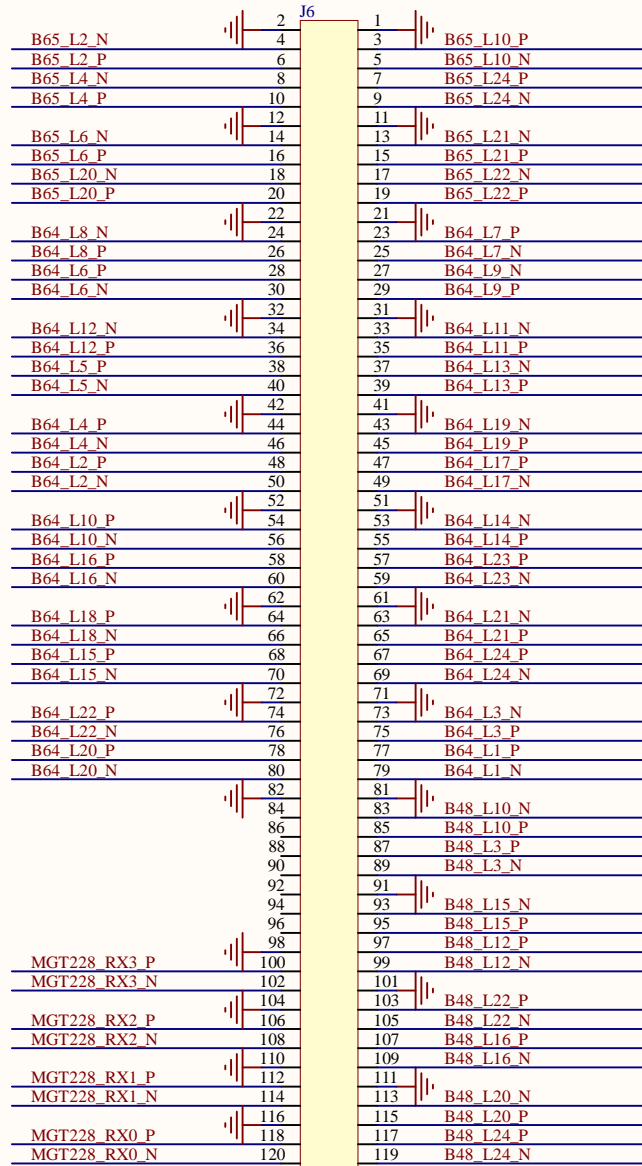 J6
2 1
B65_L2_N 4 3 B65_L10_P
B65_L2_P 6 5 B65_L10_N
B65_L4_N 8 7 B65_L24_P
B65_L4_P 10 9 B65_L24_N
12 11
B65_L6_N 14 13 B65_L21_N
B65_L6_P 16 15 B65_L21_P
B65_L20_N 18 17 B65_L22_N
B65_L20_P 20 19 B65_L22_P
22 21
B64_L8_N 24 23 B64_L7_P
B64_L8_P 26 25 B64_L7_N
B64_L6_P 28 27 B64_L9_N
B64_L6_N 30 29 B64_L9_P
32 31
B64_L12_N 34 33 B64_L11_N
B64_L12_P 36 35 B64_L11_P
B64_L5_P 38 37 B64_L13_N
B64_L5_N 40 39 B64_L13_P
42 41
B64_L4_P 44 43 B64_L19_N
B64_L4_N 46 45 B64_L19_P
B64_L2_P 48 47 B64_L17_P
B64_L2_N 50 49 B64_L17_N
52 51
B64_L10_P 54 53 B64_L14_N
B64_L10_N 56 55 B64_L14_P
B64_L16_P 58 57 B64_L23_P
B64_L16_N 60 59 B64_L23_N
62 61
B64_L18_P 64 63 B64_L21_N
B64_L18_N 66 65 B64_L21_P
B64_L15_P 68 67 B64_L24_P
B64_L15_N 70 69 B64_L24_N
72 71
B64_L22_P 74 73 B64_L3_N
B64_L22_N 76 75 B64_L3_P
B64_L20_P 78 77 B64_L1_P
B64_L20_N 80 79 B64_L1_N
82 81
84 83 B48_L10_N
86 85 B48_L10_P
88 87 B48_L3_P
90 89 B48_L3_N
92 91
94 93 B48_L15_N
96 95 B48_L15_P
98 97 B48_L12_P
MGT228_RX3_P 100 99 B48_L12_N
MGT228_RX3_N 102 101
104 103 B48_L22_P
MGT228_RX2_P 106 105 B48_L22_N
MGT228_RX2_N 108 107 B48_L16_P
110 109 B48_L16_N
MGT228_RX1_P 112 111
MGT228_RX1_N 114 113 B48_L20_N
116 115 B48_L20_P
MGT228_RX0_P 118 117 B48_L24_P
MGT228_RX0_N 120 119 B48_L24_N